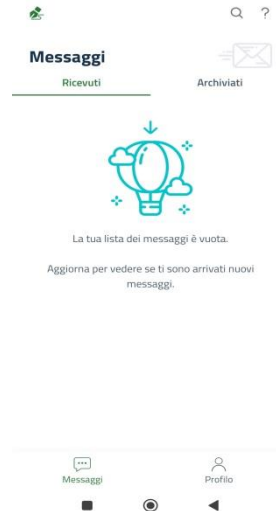 ?
Messaggi
Ricevuti
Archiviati
La tua lista dei messaggi è vuota.
Aggiorna per vedere se ti sono arrivati nuovi
messaggi.
Messaggi
Profilo